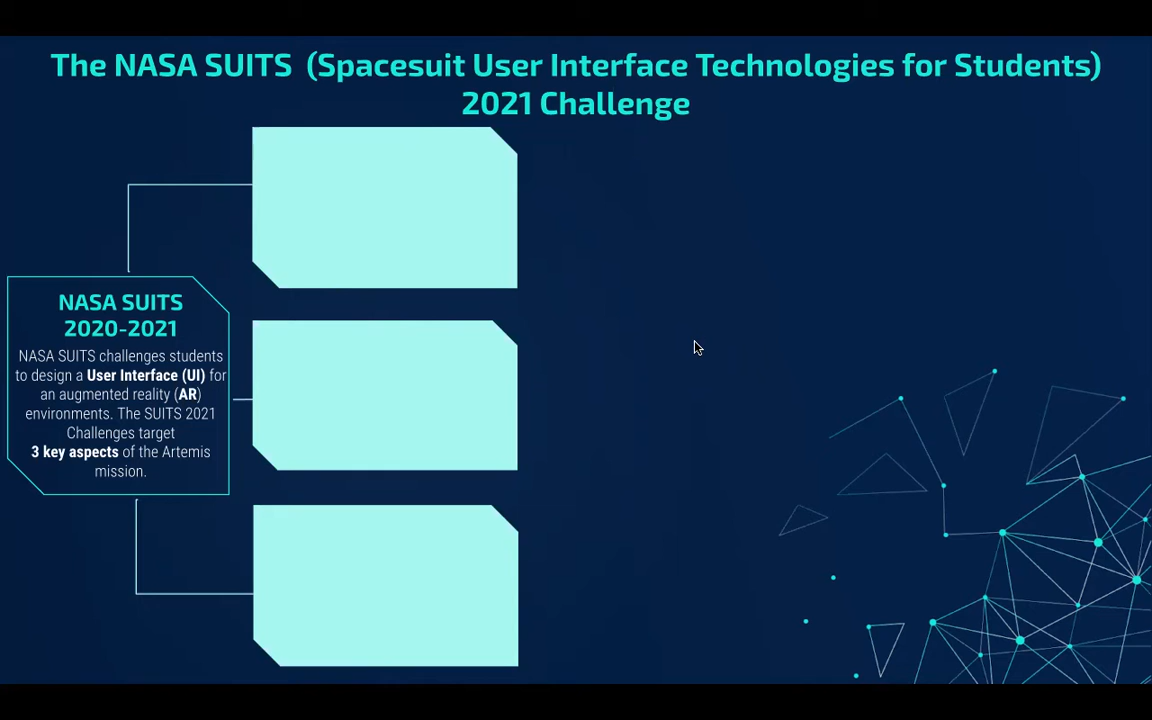 The NASA SUITS (Spacesuit User Interface Technologies for Students)
2021 Challenge
NASA SUITS
2020-2021
NASA SUITS challenges students
to design a User Interface (UI) for
an augmented reality (AR)
environments. The SUITS 2021
Challenges target
3 key aspects of the Artemis
mission.